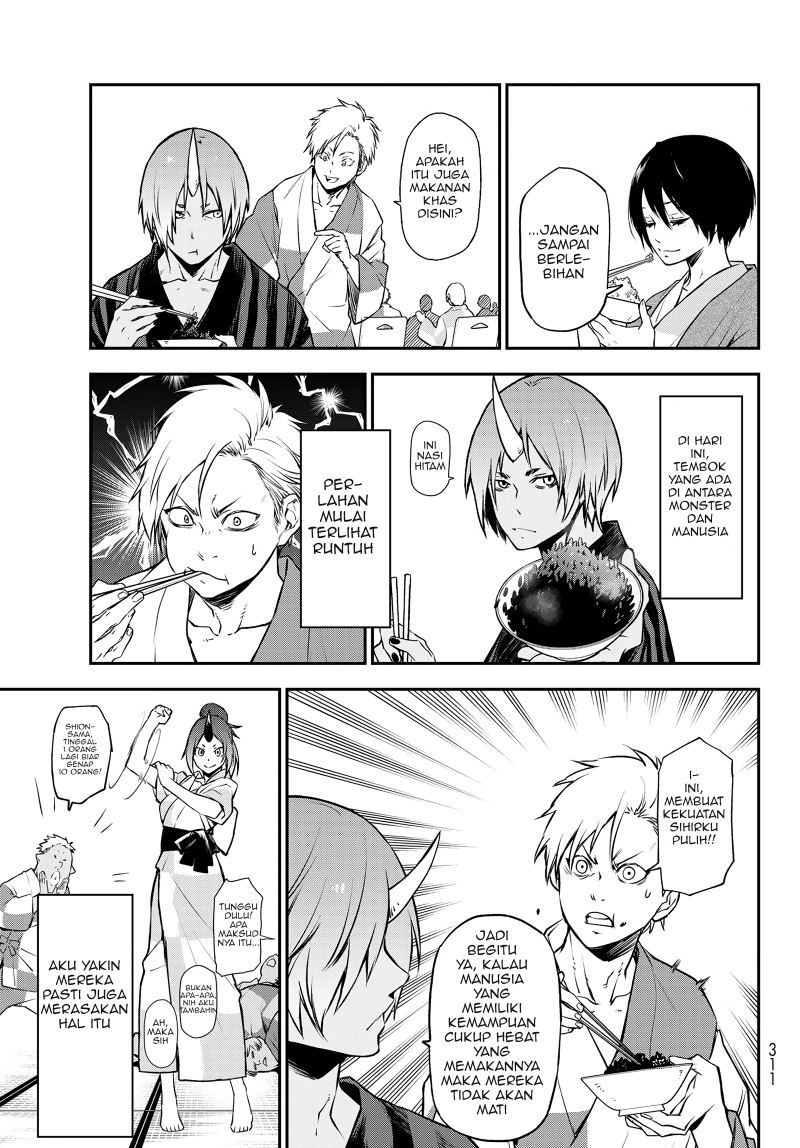 ...JANGAN
SAMPAI
BERLE-
BIHAN
HEI,
APAKAH
ITU JUGA
MAKANAN
KHAS
DISINI?
DI HARI
INI,
TEMBOK
YANG ADA
DI ANTARA
MONSTER
DAN
MANUSIA
INI
NASI
HITAM
PER-
LAHAN
MULAI
TERLIHAT
RUNTUH
I-
INI,
MEMBUAT
KEKUATAN
SIHIRKU
PULIH!!
JADI
BEGITU
YA, KALAU
MANUSIA
YANG
MEMILIKI
KEMAMPUAN
CUKUP HEBAT
YANG
MEMAKANNYA
MAKA MEREKA
TIDAK AKAN
MATI
SHION-
SAMA,
TINGGAL
1 ORANG
LAGI BIAR
GENAP
10 ORANG!
TUNGGU
DULU!
APA
MAKSUD
NYA ITU...
BUKAN
APA-APA,
NIH AKU
TAMBAHIN
AH,
MAKA
SIH
AKU YAKIN
MEREKA
PASTI JUGA
MERASAKAN
HAL ITU
311